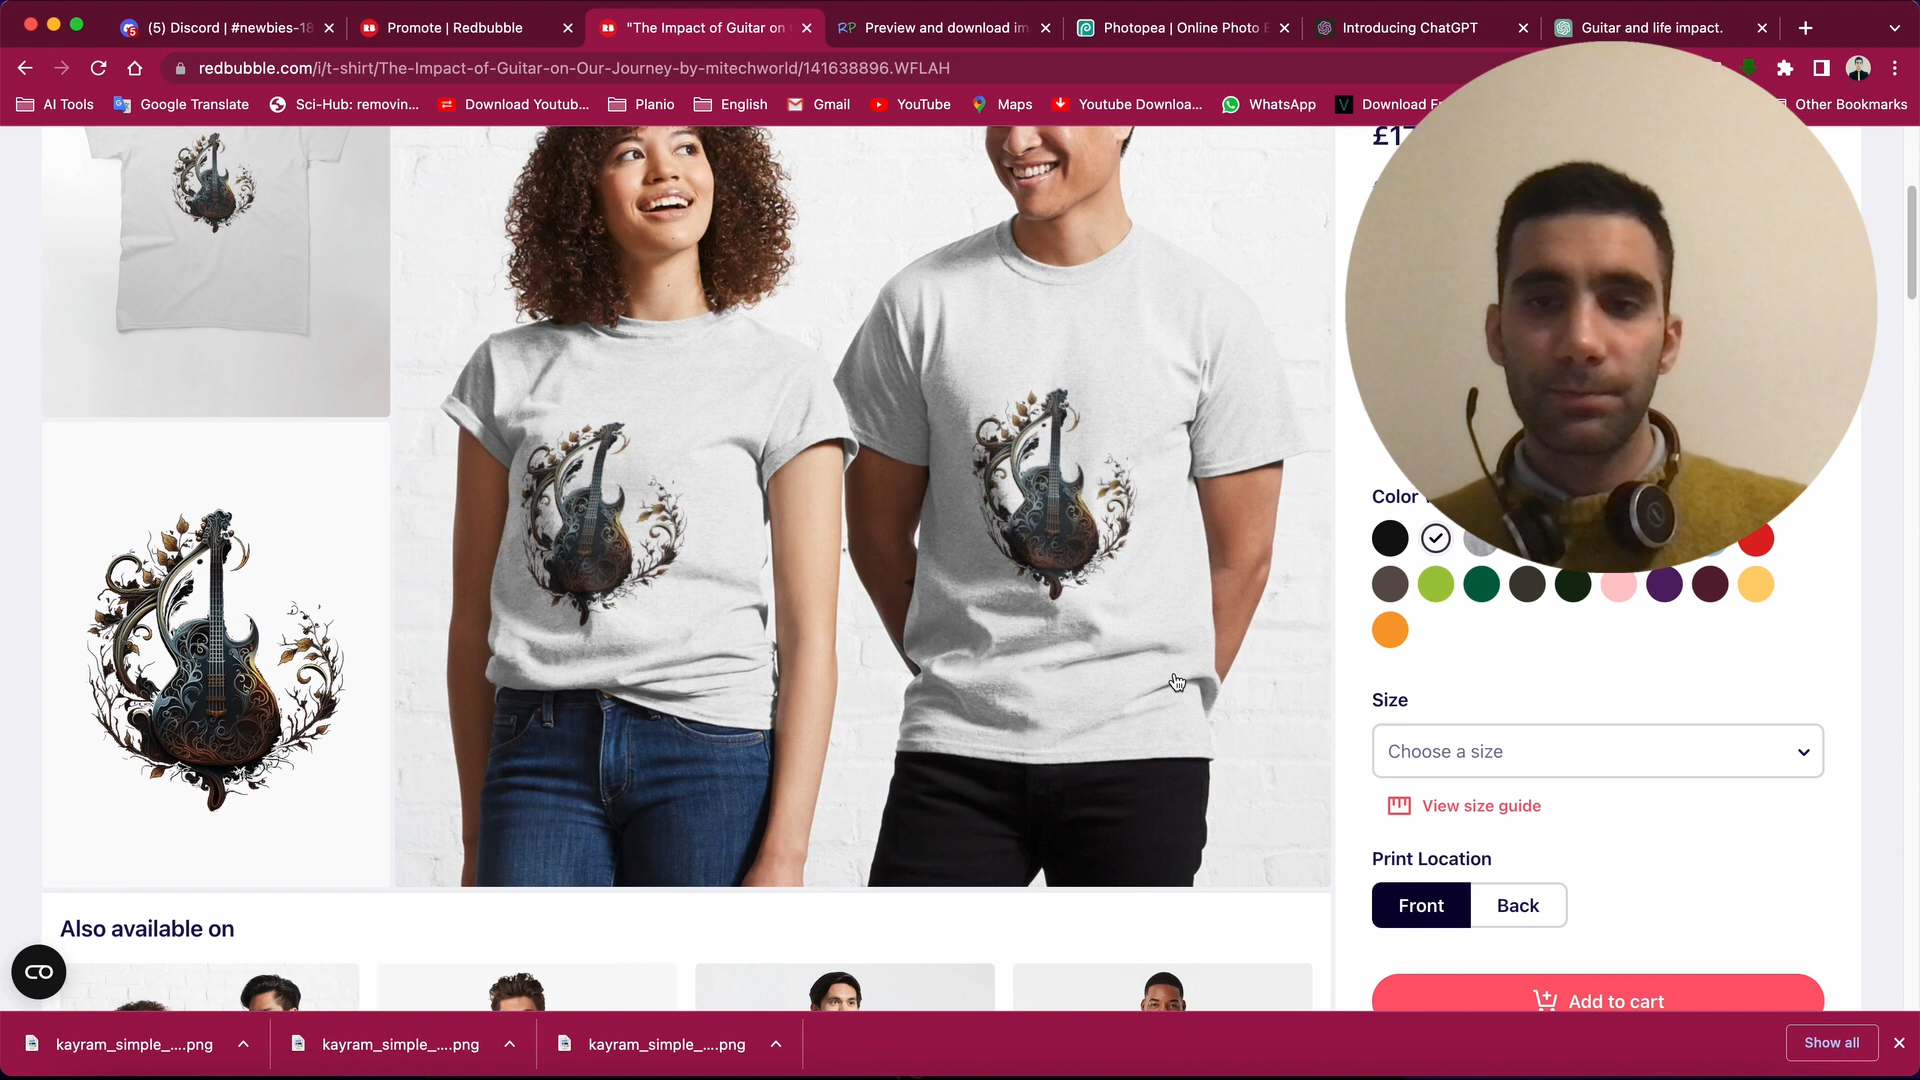 (5) Discord | #newbies-18
Promote | Redbubble
"The Impact of Guitar on
Preview and download im
Photopea | Online Photo E
Introducing ChatGPT
Guitar and life impact.
redbubble.com/i/t-shirt/The-Impact-of-Guitar-on-Our-Journey-by-mitechworld/141638896.WFLAH
AI Tools
Google Translate
Sci-Hub: removin...
Download Youtub...
Planio
English
Gmail
YouTube
Maps
Youtube Downloa...
WhatsApp
Download
Other Bookmarks
Color
Size
Choose a size
View size guide
Print Location
Front
Back
Also available on
Add to cart
kayram_simple_....png
kayram_simple_....png
kayram_simple_....png
Show all